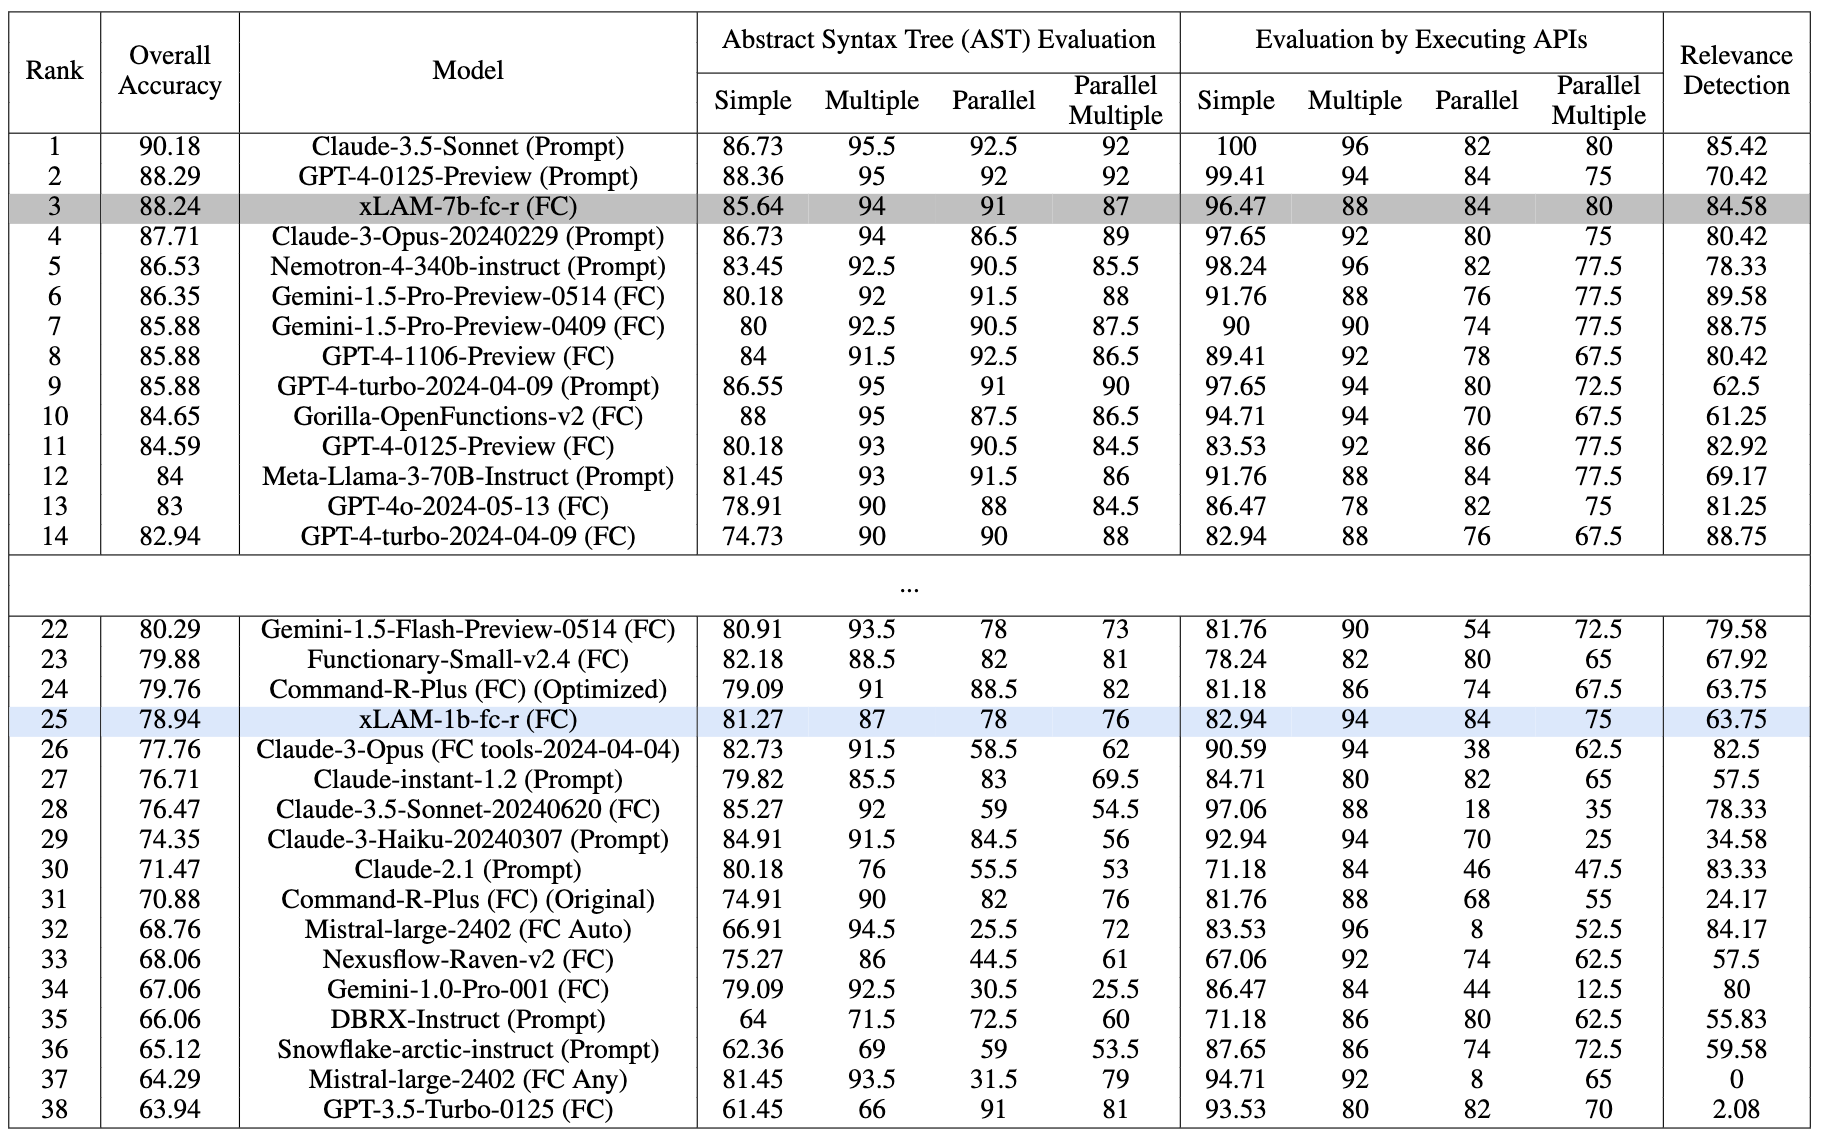 Rank Overall Accuracy Model Abstract Syntax Tree (AST) Evaluation Evaluation by Executing APIs Relevance Detection
Simple Multiple Parallel Parallel Multiple Simple Multiple Parallel Parallel Multiple
1 90.18 Claude-3.5-Sonnet (Prompt) 86.73 95.5 92.5 92 100 96 82 80 85.42
2 88.29 GPT-4-0125-Preview (Prompt) 88.36 95 92 92 99.41 94 84 75 70.42
3 88.24 xLAM-7b-fc-r (FC) 85.64 94 91 87 96.47 88 84 80 84.58
4 87.71 Claude-3-Opus-20240229 (Prompt) 86.73 94 86.5 89 97.65 92 80 75 80.42
5 86.53 Nemotron-4-340b-instruct (Prompt) 83.45 92.5 90.5 85.5 98.24 96 82 77.5 78.33
6 86.35 Gemini-1.5-Pro-Preview-0514 (FC) 80.18 92 91.5 88 91.76 88 76 77.5 89.58
7 85.88 Gemini-1.5-Pro-Preview-0409 (FC) 80 92.5 90.5 87.5 90 90 74 77.5 88.75
8 85.88 GPT-4-1106-Preview (FC) 84 91.5 92.5 86.5 89.41 92 78 67.5 80.42
9 85.88 GPT-4-turbo-2024-04-09 (Prompt) 86.55 95 91 90 97.65 94 80 72.5 62.5
10 84.65 Gorilla-OpenFunctions-v2 (FC) 88 95 87.5 86.5 94.71 94 70 67.5 61.25
11 84.59 GPT-4-0125-Preview (FC) 80.18 93 90.5 84.5 83.53 92 86 77.5 82.92
12 84 Meta-Llama-3-70B-Instruct (Prompt) 81.45 93 91.5 86 91.76 88 84 77.5 69.17
13 83 GPT-4o-2024-05-13 (FC) 78.91 90 88 84.5 86.47 78 82 75 81.25
14 82.94 GPT-4-turbo-2024-04-09 (FC) 74.73 90 90 88 82.94 88 76 67.5 88.75
...
22 80.29 Gemini-1.5-Flash-Preview-0514 (FC) 80.91 93.5 78 73 81.76 90 54 72.5 79.58
23 79.88 Functionary-Small-v2.4 (FC) 82.18 88.5 82 81 78.24 82 80 65 67.92
24 79.76 Command-R-Plus (FC) (Optimized) 79.09 91 88.5 82 81.18 86 74 67.5 63.75
25 78.94 xLAM-1b-fc-r (FC) 81.27 87 78 76 82.94 94 84 75 63.75
26 77.76 Claude-3-Opus (FC tools-2024-04-04) 82.73 91.5 58.5 62 90.59 94 38 62.5 82.5
27 76.71 Claude-instant-1.2 (Prompt) 79.82 85.5 83 69.5 84.71 80 82 65 57.5
28 76.47 Claude-3.5-Sonnet-20240620 (FC) 85.27 92 59 54.5 97.06 88 18 35 78.33
29 74.35 Claude-3-Haiku-20240307 (Prompt) 84.91 91.5 84.5 56 92.94 94 70 25 34.58
30 71.47 Claude-2.1 (Prompt) 80.18 76 55.5 53 71.18 84 46 47.5 83.33
31 70.88 Command-R-Plus (FC) (Original) 74.91 90 82 76 81.76 88 68 55 24.17
32 68.76 Mistral-large-2402 (FC Auto) 66.91 94.5 25.5 72 83.53 96 8 52.5 84.17
33 68.06 Nexusflow-Raven-v2 (FC) 75.27 86 44.5 61 67.06 92 74 62.5 57.5
34 67.06 Gemini-1.0-Pro-001 (FC) 79.09 92.5 30.5 25.5 86.47 84 44 12.5 80
35 66.06 DBRX-Instruct (Prompt) 64 71.5 72.5 60 71.18 86 80 62.5 55.83
36 65.12 Snowflake-arctic-instruct (Prompt) 62.36 69 59 53.5 87.65 86 74 72.5 59.58
37 64.29 Mistral-large-2402 (FC Any) 81.45 93.5 31.5 79 94.71 92 8 65 0
38 63.94 GPT-3.5-Turbo-0125 (FC) 61.45 66 91 81 93.53 80 82 70 2.08